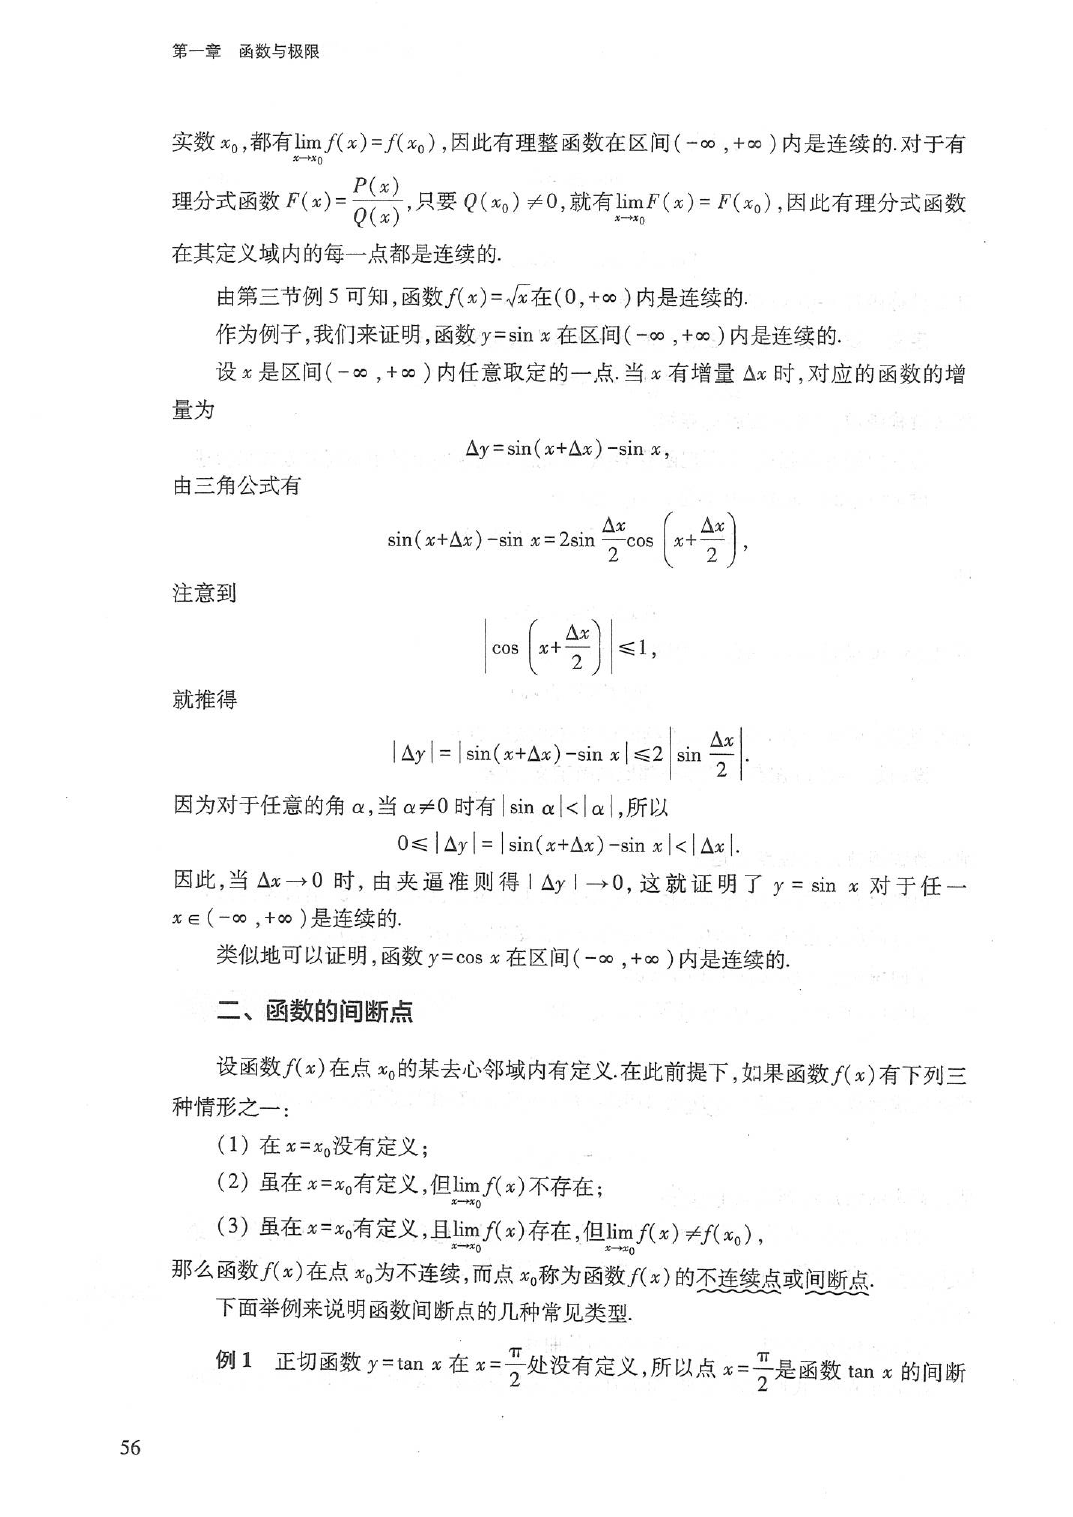 第一章　函数与极限
实数 x₀,都有 lim_{x→x₀} f(x)=f(x₀),因此有理整函数在区间(-∞,+∞)内是连续的.对于有
理分式函数 F(x)=P(x)/Q(x),只要 Q(x₀)≠0,就有 lim_{x→x₀} F(x)=F(x₀),因此有理分式函数
在其定义域内的每一点都是连续的.
由第三节例 5 可知,函数 f(x)=√x 在(0,+∞)内是连续的.
作为例子,我们来证明,函数 y=sin x 在区间(-∞,+∞)内是连续的.
设 x 是区间(-∞,+∞)内任意取定的一点.当 x 有增量 Δx 时,对应的函数的增
量为
Δy=sin(x+Δx)-sin x,
由三角公式有
sin(x+Δx)-sin x=2sin Δx/2 cos(x+Δx/2),
注意到
|cos(x+Δx/2)|≤1,
就推得
|Δy|=|sin(x+Δx)-sin x|≤2|sin Δx/2|.
因为对于任意的角 α,当 α≠0 时有|sin α|<|α|,所以
0≤|Δy|=|sin(x+Δx)-sin x|<|Δx|.
因此,当 Δx→0 时,由夹逼准则得|Δy|→0,这就证明了 y=sin x 对于任一
x∈(-∞,+∞)是连续的.
类似地可以证明,函数 y=cos x 在区间(-∞,+∞)内是连续的.
二、函数的间断点
设函数 f(x)在点 x₀的某去心邻域内有定义.在此前提下,如果函数 f(x)有下列三
种情形之一:
(1) 在 x=x₀没有定义;
(2) 虽在 x=x₀有定义,但 lim_{x→x₀} f(x)不存在;
(3) 虽在 x=x₀有定义,且 lim_{x→x₀} f(x)存在,但 lim_{x→x₀} f(x)≠f(x₀),
那么函数 f(x)在点 x₀为不连续,而点 x₀称为函数 f(x)的不连续点或间断点.
下面举例来说明函数间断点的几种常见类型.
例 1　正切函数 y=tan x 在 x=π/2 处没有定义,所以点 x=π/2 是函数 tan x 的间断
56